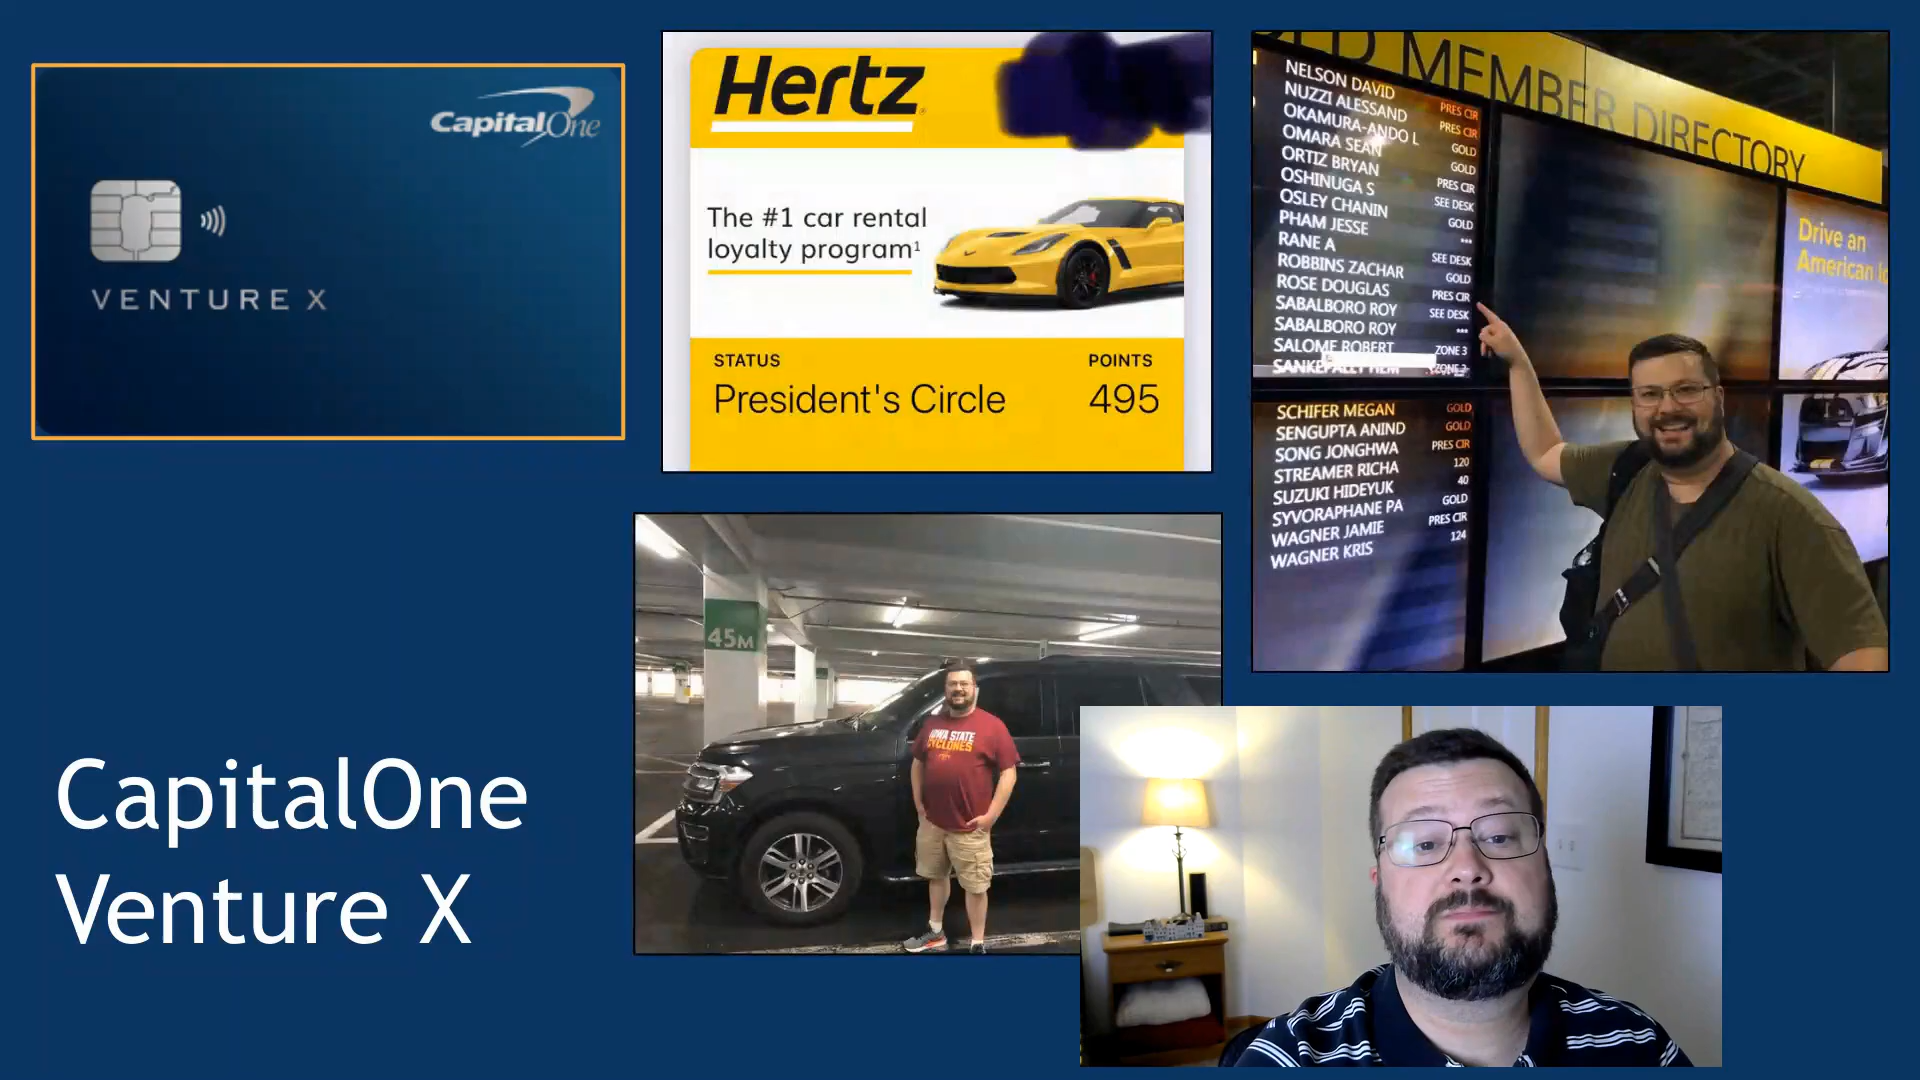 CapitalOne
VENTURE X
Hertz
The #1 car rental
loyalty program¹
STATUS
POINTS
President's Circle
495
MEMBER DIRECTORY
NELSON DAVID PRES CIR
NUZZI ALESSAND PRES CIR
OKAMURA-ANDO L GOLD
OMARA SEAN GOLD
ORTIZ BRYAN PRES CIR
OSHINUGA S SEE DESK
OSLEY CHANIN GOLD
PHAM JESSE ***
RANE A SEE DESK
ROBBINS ZACHAR GOLD
ROSE DOUGLAS PRES CIR
SABALBORO ROY SEE DESK
SABALBORO ROY ***
SALOME ROBERT ZONE 3
SCHIFER MEGAN GOLD
SENGUPTA ANIND GOLD
SONG JONGHWA PRES CIR
STREAMER RICHA 120
SUZUKI HIDEYUK 40
SYVORAPHANE PA GOLD
WAGNER JAMIE PRES CIR
WAGNER KRIS 124
Drive an
American
45M
IOWA STATE
CYCLONES
CapitalOne
Venture X